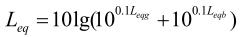 L_eq = 10lg(10^{0.1L_eqg} + 10^{0.1L_eqb})